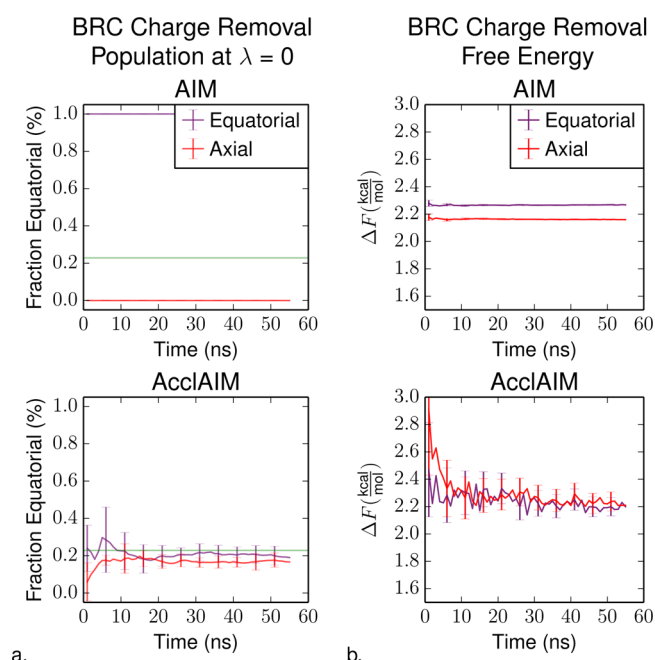 BRC Charge Removal
Population at λ = 0
AIM
Fraction Equatorial (%)
1.0
0.8
0.6
0.4
0.2
0.0
Equatorial
Axial
0 10 20 30 40 50 60
Time (ns)
BRC Charge Removal
Free Energy
AIM
ΔF(kcal/mol)
3.0
2.8
2.6
2.4
2.2
2.0
1.8
1.6
Equatorial
Axial
0 10 20 30 40 50 60
Time (ns)
AcclAIM
Fraction Equatorial (%)
1.0
0.8
0.6
0.4
0.2
0.0
0 10 20 30 40 50 60
Time (ns)
a.
AcclAIM
ΔF(kcal/mol)
3.0
2.8
2.6
2.4
2.2
2.0
1.8
1.6
0 10 20 30 40 50 60
Time (ns)
b.